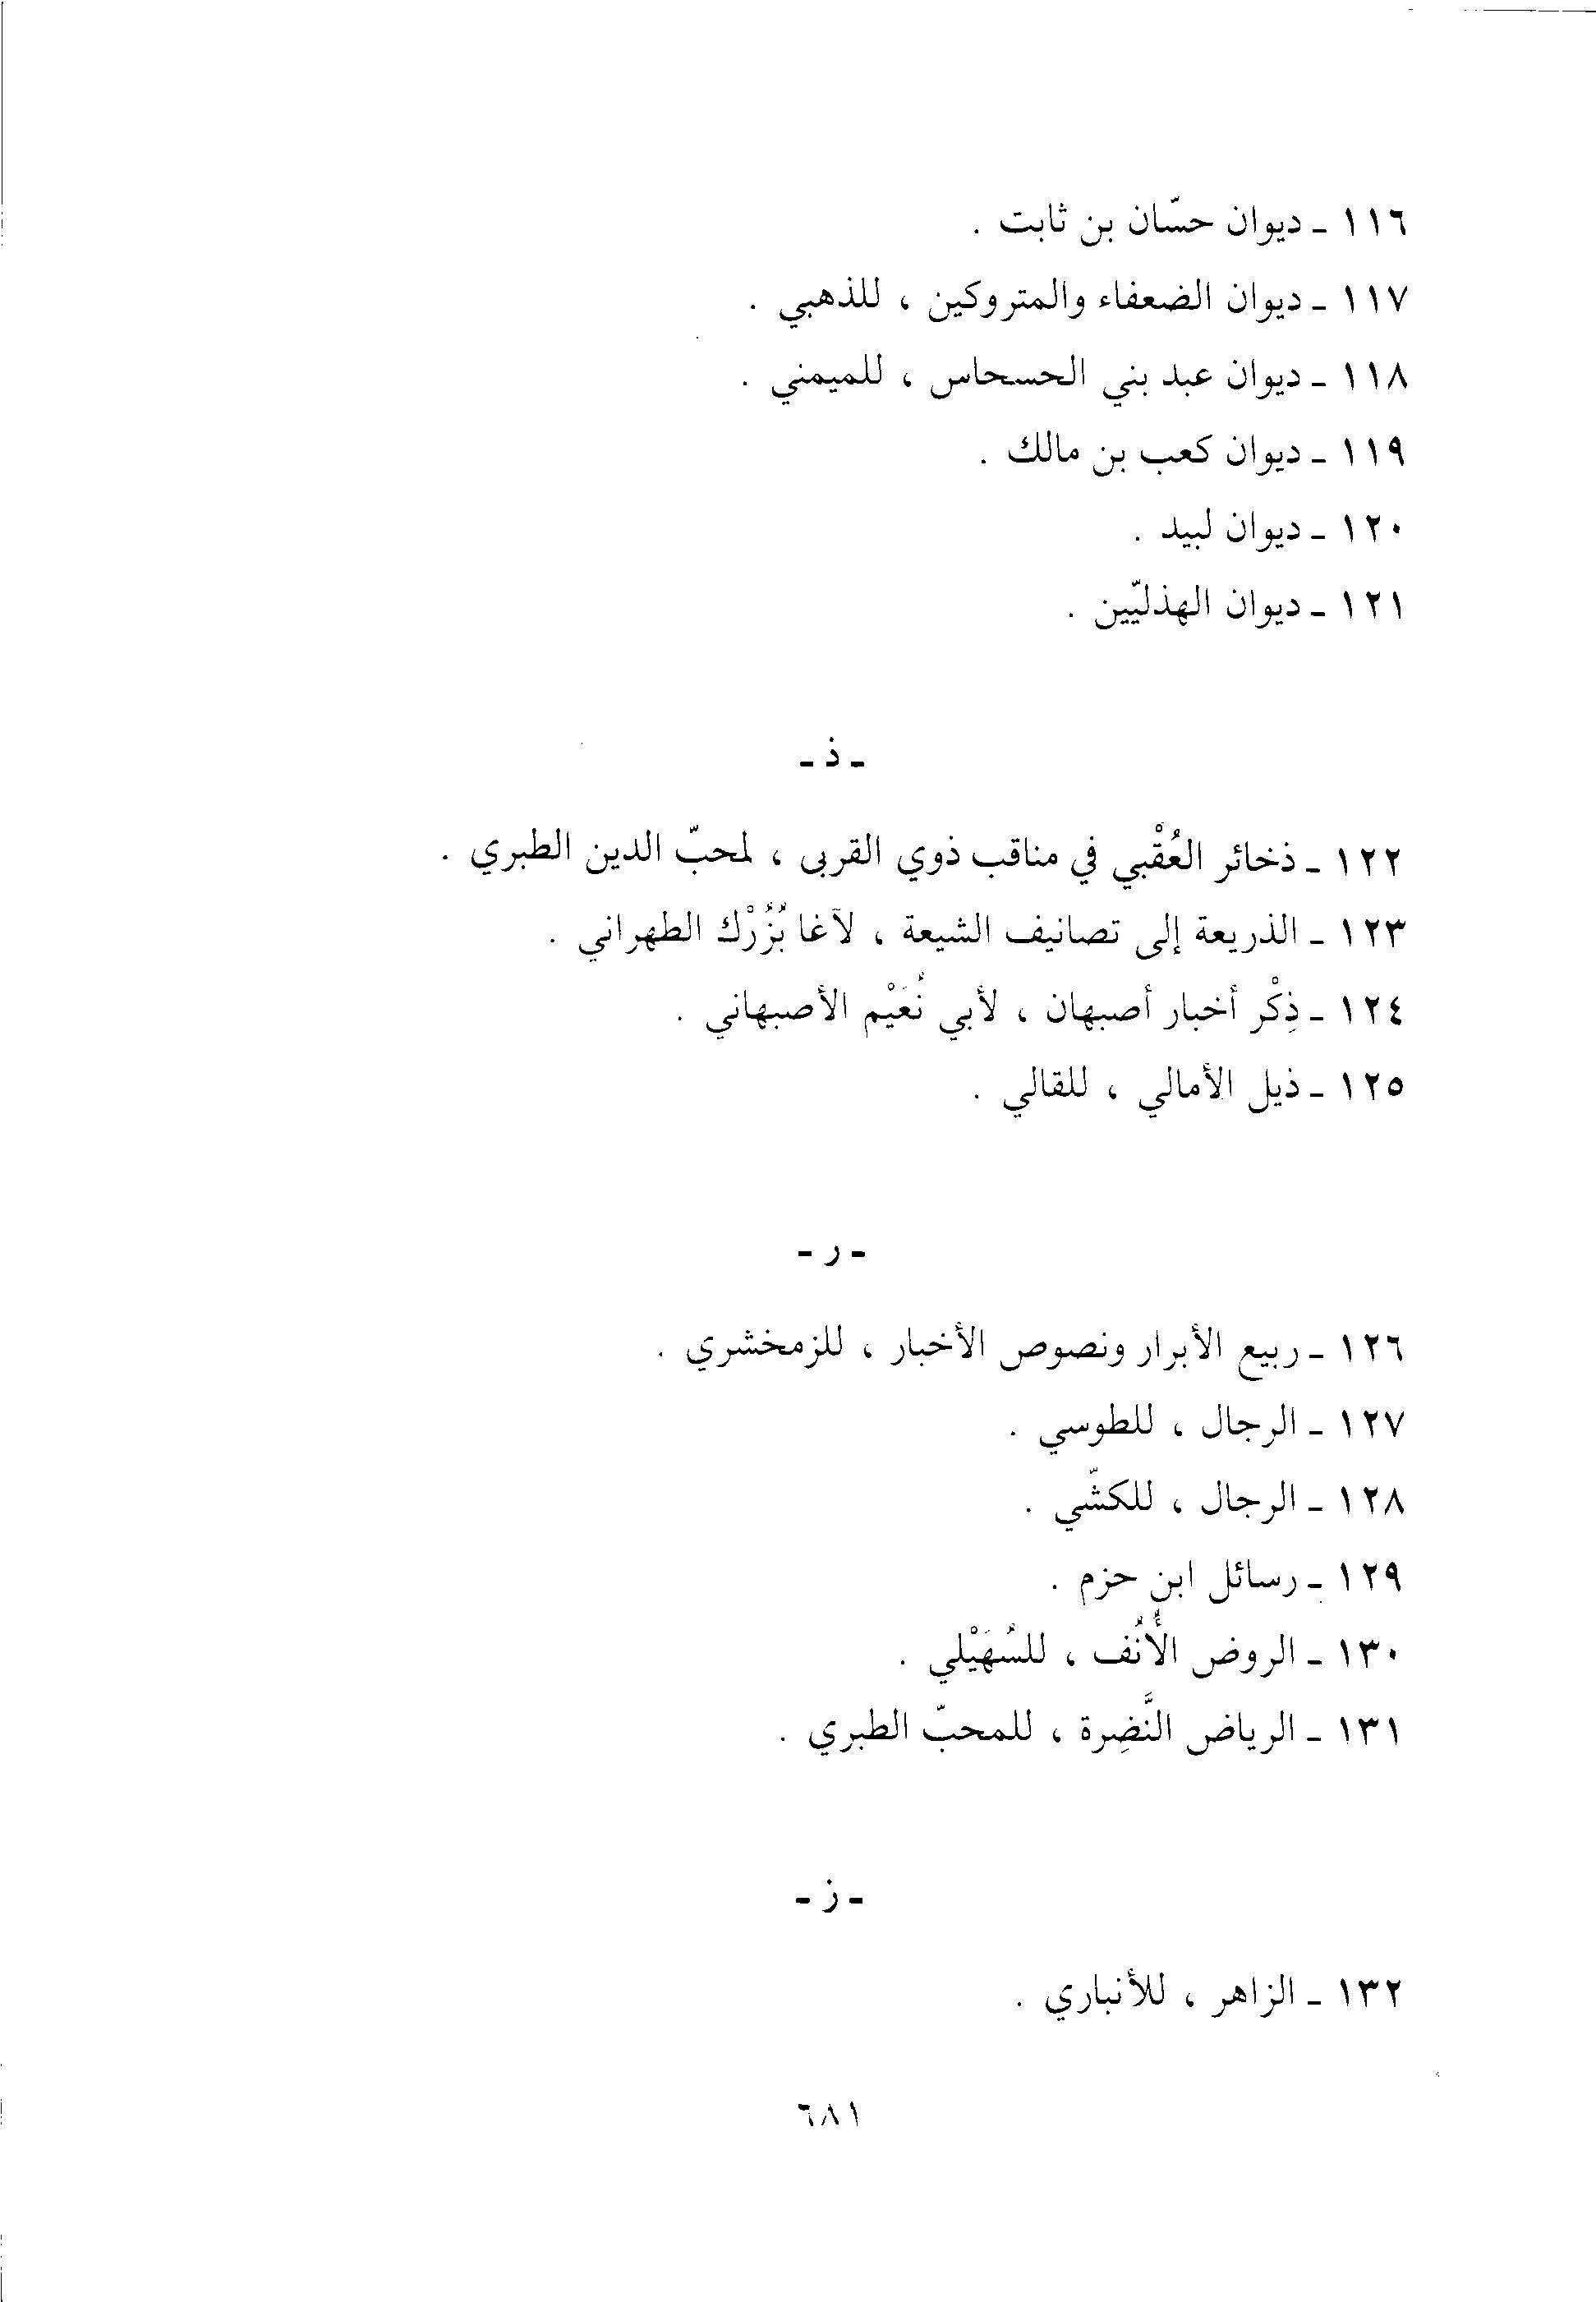 ١١٦ ـ ديوان حسّان بن ثابت .
١١٧ ـ ديوان الضعفاء والمتروكين ، للذهبي .
١١٨ ـ ديوان عبد بني الحسحاس ، للميمني .
١١٩ ـ ديوان كعب بن مالك .
١٢٠ ـ ديوان لبيد .
١٢١ ـ ديوان الهذليّين .
- ذ -
١٢٢ ـ ذخائر العُقْبي في مناقب ذوي القربى ، لمحبّ الدين الطبري .
١٢٣ ـ الذريعة إلى تصانيف الشيعة ، لآغا بُزُرْك الطهراني .
١٢٤ ـ ذِكْر أخبار أصبهان ، لأبي نُعَيْم الأصبهاني .
١٢٥ ـ ذيل الأمالي ، للقالي .
- ر -
١٢٦ ـ ربيع الأبرار ونصوص الأخبار ، للزمخشري .
١٢٧ ـ الرجال ، للطوسي .
١٢٨ ـ الرجال ، للكشّي .
١٢٩ ـ رسائل ابن حزم .
١٣٠ ـ الروض الأُنُف ، للسُهَيْلي .
١٣١ ـ الرياض النَّضِرة ، للمحبّ الطبري .
- ز -
١٣٢ ـ الزاهر ، للأنباري .
٦٨١